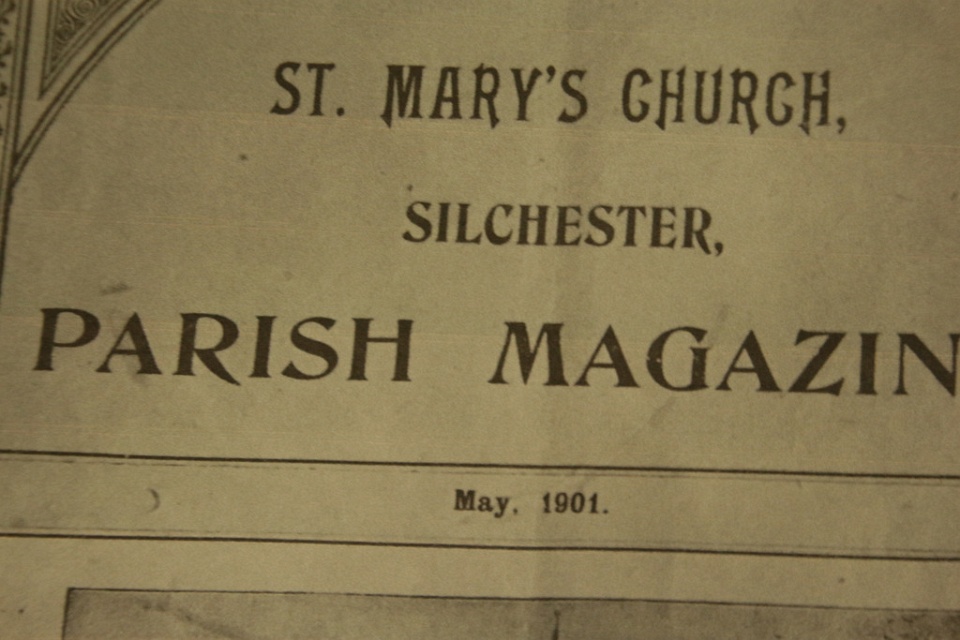 ST. MARY'S CHURCH,
SILCHESTER,
PARISH MAGAZIN
May, 1901.